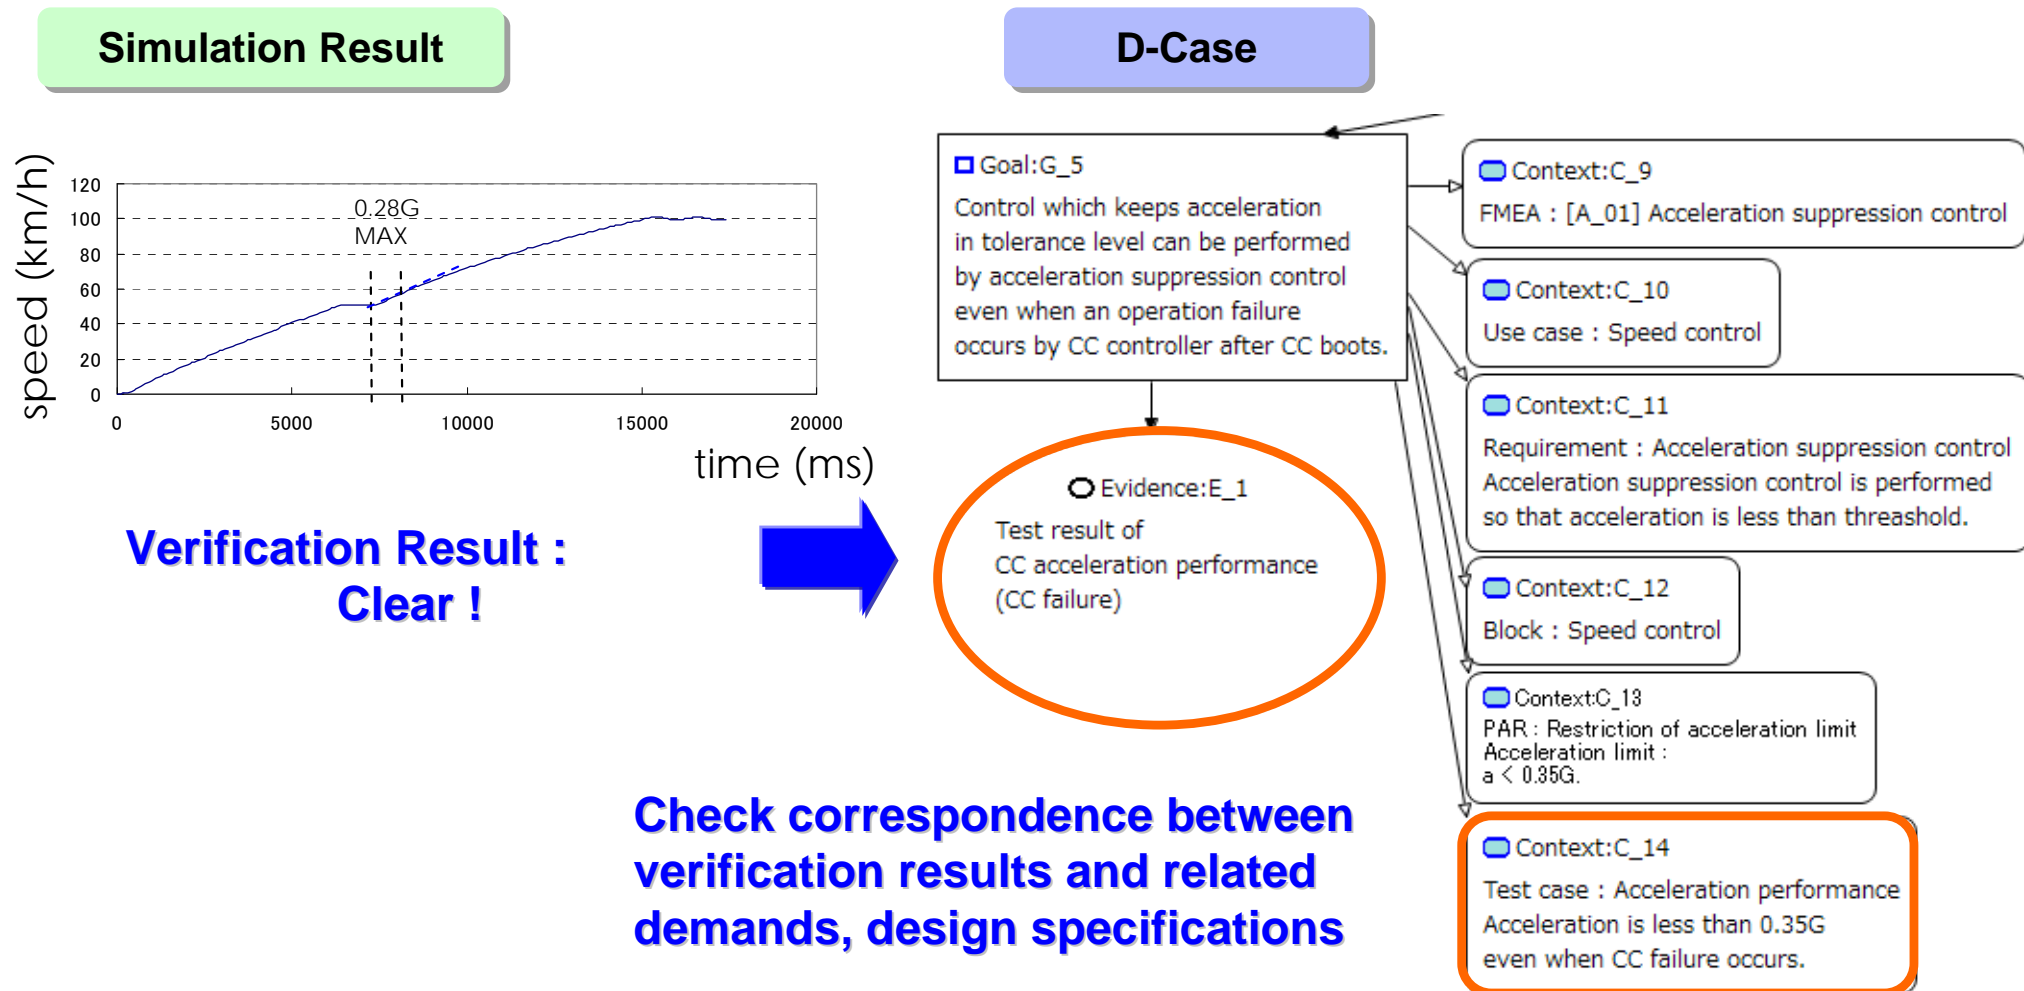 Simulation Result
D-Case
speed (km/h)
120
100
80
60
40
20
0
0.28G
MAX
0
5000
10000
15000
20000
time (ms)
Verification Result :
Clear !
Goal:G_5
Control which keeps acceleration
in tolerance level can be performed
by acceleration suppression control
even when an operation failure
occurs by CC controller after CC boots.
Evidence:E_1
Test result of
CC acceleration performance
(CC failure)
Context:C_9
FMEA : [A_01] Acceleration suppression control
Context:C_10
Use case : Speed control
Context:C_11
Requirement : Acceleration suppression control
Acceleration suppression control is performed
so that acceleration is less than threashold.
Context:C_12
Block : Speed control
Context:C_13
PAR : Restriction of acceleration limit
Acceleration limit :
a < 0.35G.
Context:C_14
Test case : Acceleration performance
Acceleration is less than 0.35G
even when CC failure occurs.
Check correspondence between
verification results and related
demands, design specifications